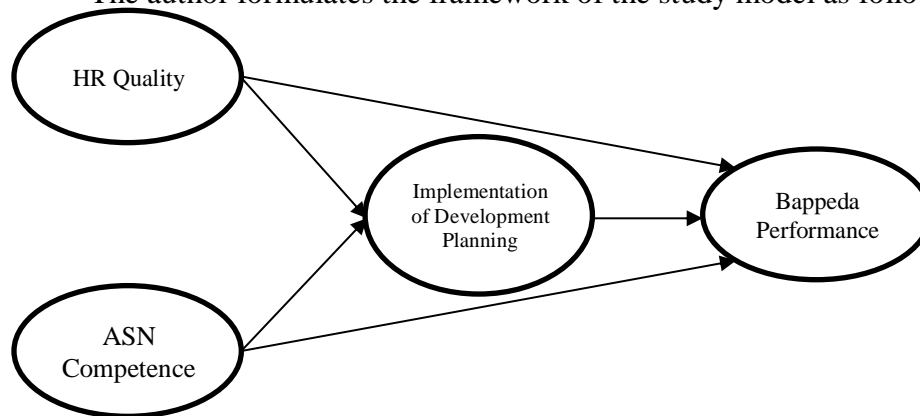 The author formulates the framework of the study model as follo
HR Quality
Implementation
of Development
Planning
Bappeda
Performance
ASN
Competence